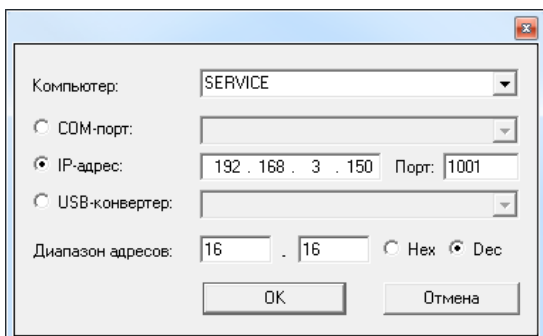 Компьютер: SERVICE
COM-порт:
IP-адрес: 192 . 168 . 3 . 150 Порт: 1001
USB-конвертер:
Диапазон адресов: 16 . 16 Hex Dec
OK Отмена